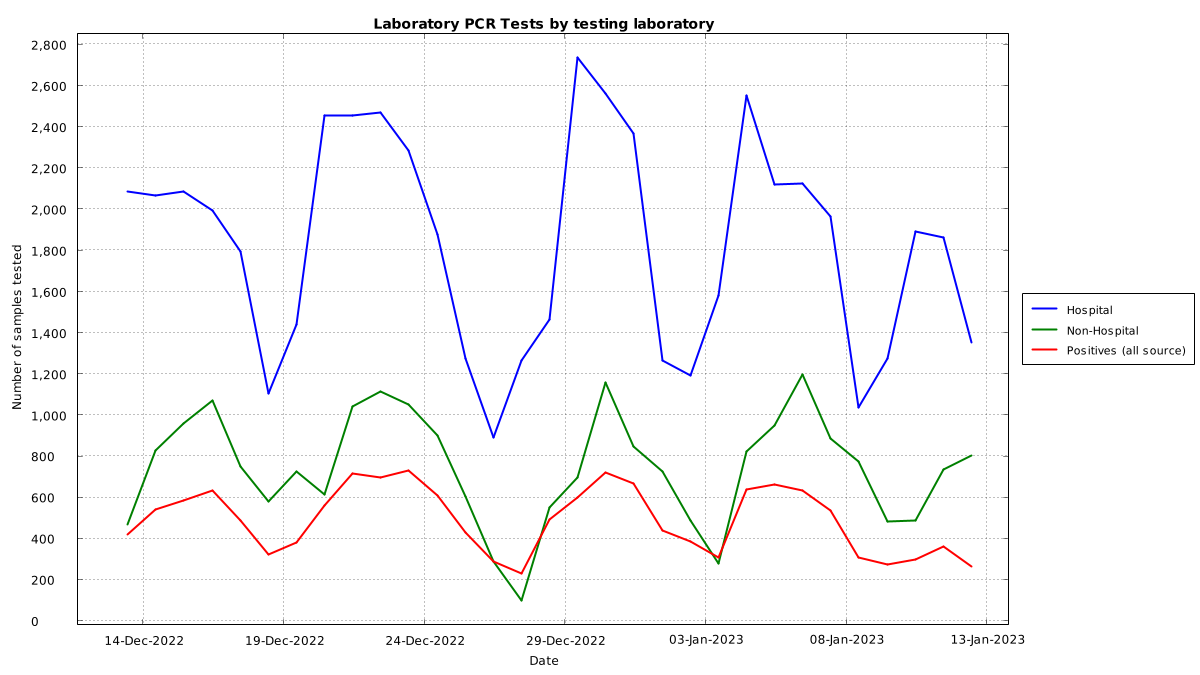 Laboratory PCR Tests by testing laboratory
2,800
2,600
2,400
2,200
2,000
1,800
1,600
1,400
1,200
1,000
800
600
400
200
0
Number of samples tested
14-Dec-2022
19-Dec-2022
24-Dec-2022
29-Dec-2022
03-Jan-2023
08-Jan-2023
13-Jan-2023
Date
Hospital
Non-Hospital
Positives (all source)